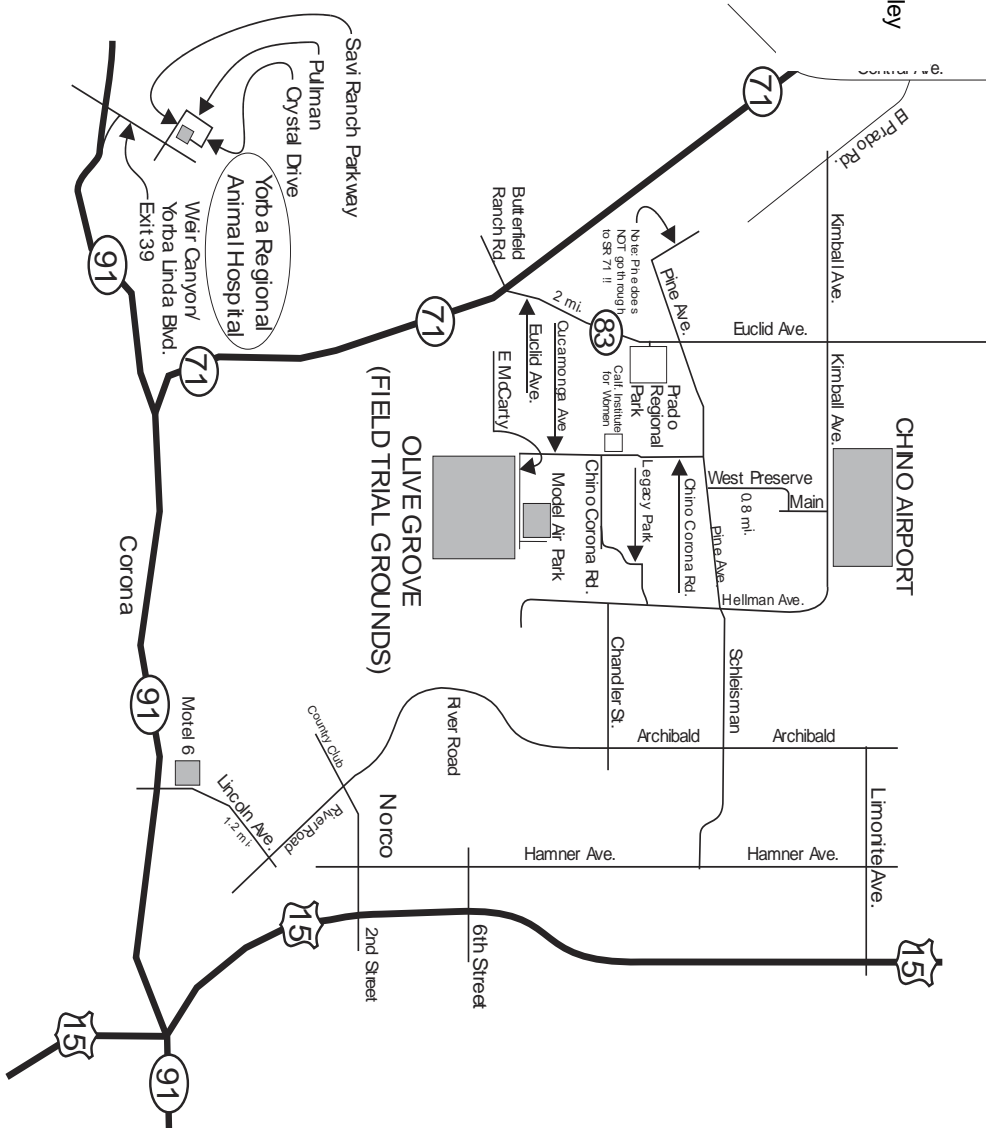 ley
Central Ave.
El Prado Rd.
71
Kimball Ave.
Kimball Ave.
Euclid Ave.
CHINO AIRPORT
Pine Ave.
Note: Pine does
NOT go through
to SR 71 !!
83
2 mi.
Butterfield
Ranch Rd.
Euclid Ave.
Cucamonga Ave
E McCarty
Prado
Regional
Park
Calif. Institute
for Women
West Preserve
0.8 mi.
Main
Pine Ave.
Hellman Ave.
Chino Corona Rd.
Legacy Park
Chino Corona Rd.
Model Air Park
OLIVE GROVE
(FIELD TRIAL GROUNDS)
71
71
Savi Ranch Parkway
Pullman
Crystal Drive
Yorba Regional
Animal Hospital
Weir Canyon/
Yorba Linda Blvd.
Exit 39
91
Corona
91
Motel 6
Lincoln Ave.
1.2 mi.
River Road
Country Club
River Road
Norco
Chandler St.
Schleisman
Archibald
Archibald
Limonite Ave.
Hamner Ave.
Hamner Ave.
6th Street
2nd Street
15
15
15
91